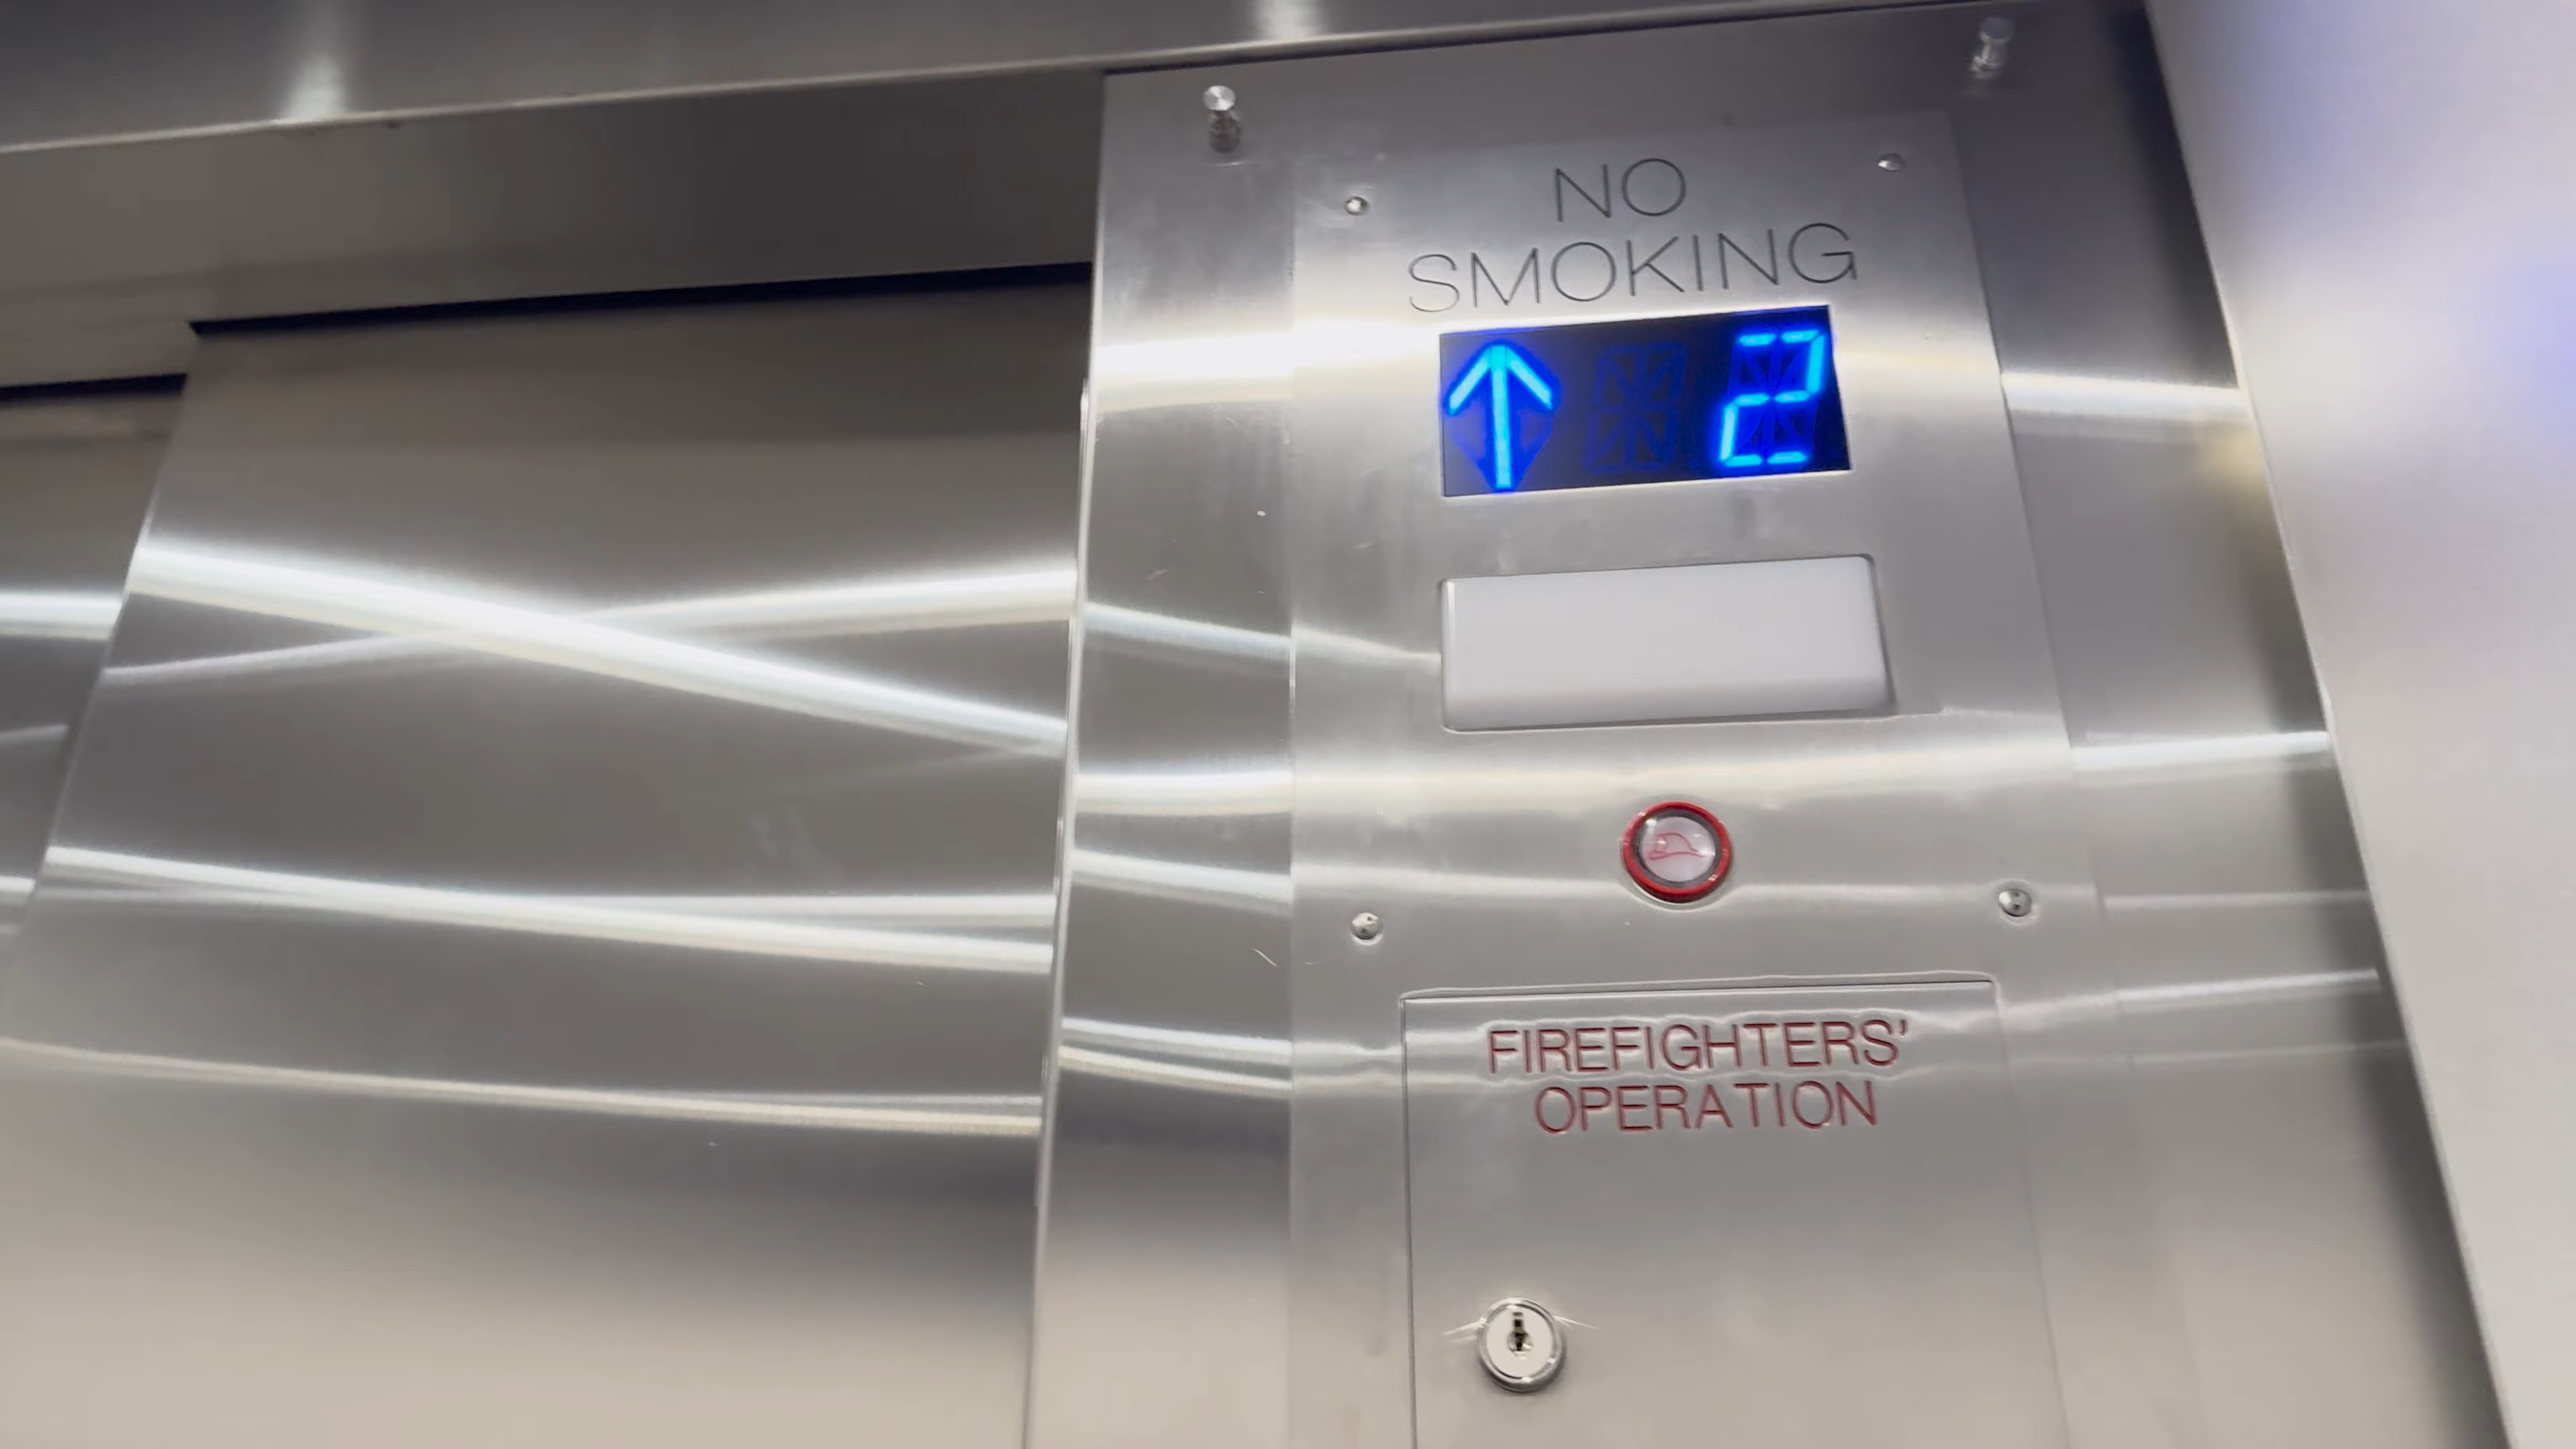 NO
SMOKING
↑ 2
FIREFIGHTERS'
OPERATION